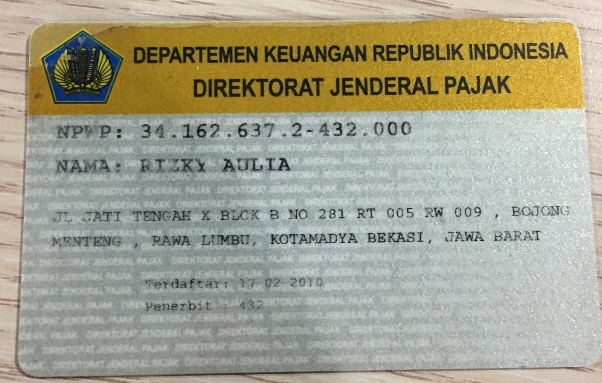 DEPARTEMEN KEUANGAN REPUBLIK INDONESIA
DIREKTORAT JENDERAL PAJAK
NPWP: 34.162.637.2-432.000
NAMA: RIZKY AULIA
JL JATI TENGAH X BLCK B NO 281 RT 005 RW 009 , BOJONG
MENTENG , RAWA LUMBU, KOTAMADYA BEKASI, JAWA BARAT
Terdaftar: 17-02-2010
Penerbit : 432